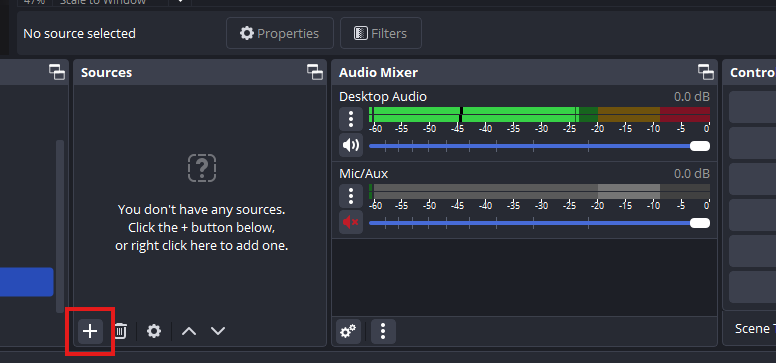 47% Scale to Window
No source selected
Properties
Filters
Sources
Audio Mixer
Contro
?
You don't have any sources.
Click the + button below,
or right click here to add one.
Desktop Audio 0.0 dB
-60 -55 -50 -45 -40 -35 -30 -25 -20 -15 -10 -5 0
Mic/Aux 0.0 dB
-60 -55 -50 -45 -40 -35 -30 -25 -20 -15 -10 -5 0
Scene T